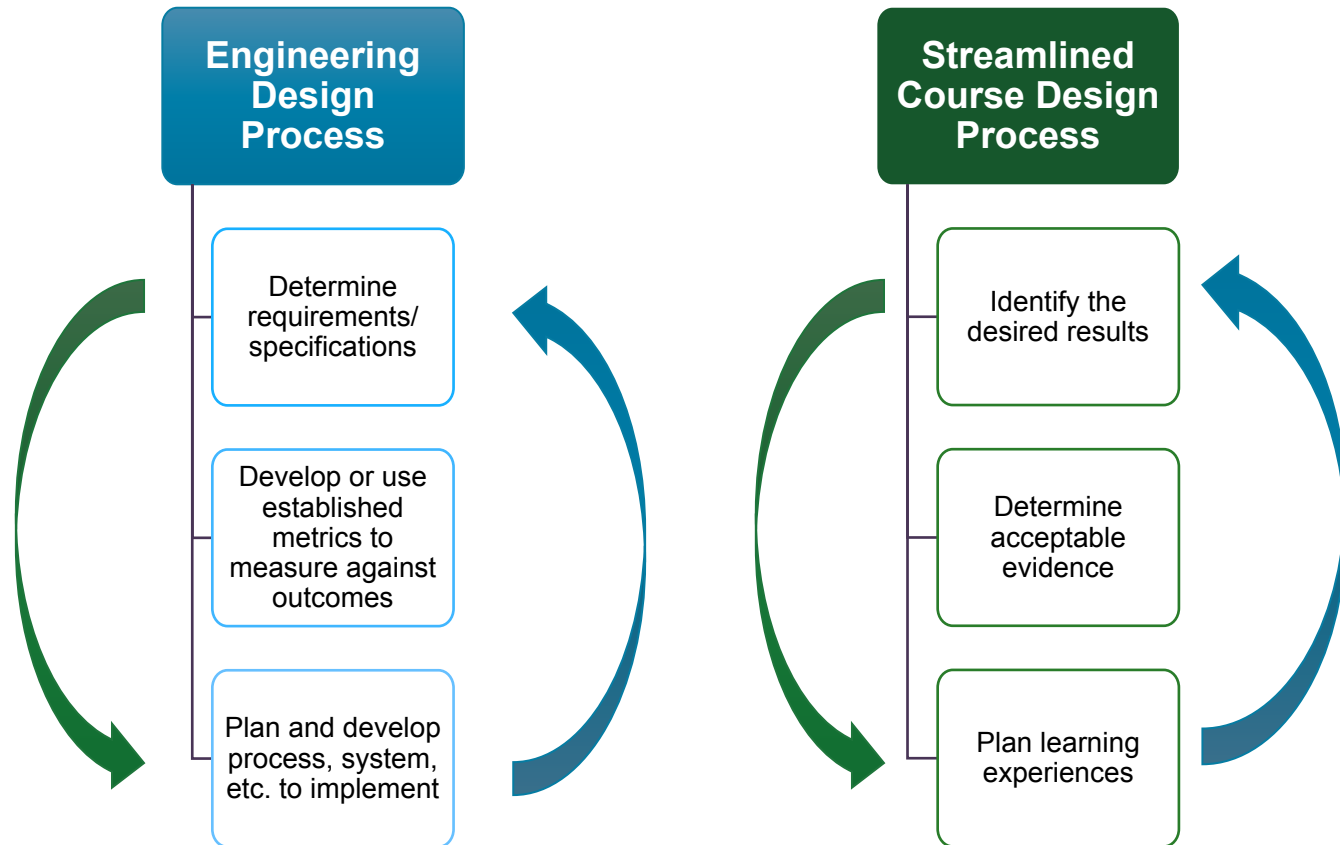 Engineering
Design
Process
Determine
requirements/
specifications
Develop or use
established
metrics to
measure against
outcomes
Plan and develop
process, system,
etc. to implement
Streamlined
Course Design
Process
Identify the
desired results
Determine
acceptable
evidence
Plan learning
experiences